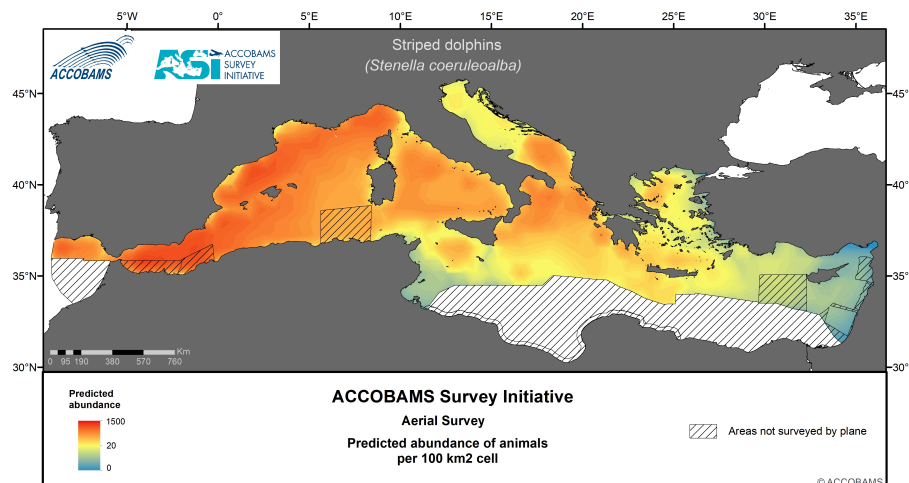 5°W 0° 5°E 10°E 15°E 20°E 25°E 30°E 35°E
ACCOBAMS
ASI
ACCOBAMS
SURVEY
INITIATIVE
Striped dolphins
(Stenella coeruleoalba)
45°N 45°
40°N 40°
35°N 35°
30°N 30°
Km
0 95 190 380 570 760
Predicted
abundance
1500
20
0
ACCOBAMS Survey Initiative
Aerial Survey
Predicted abundance of animals
per 100 km2 cell
Areas not surveyed by plane
© ACCOBAMS